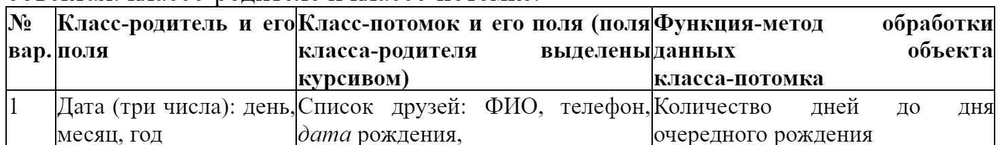 № Класс-родитель и его Класс-потомок и его поля (поля Функция-метод обработки
вар. поля класса-родителя выделены данных объекта
курсивом) класса-потомка
1 Дата (три числа): день, Список друзей: ФИО, телефон, Количество дней до дня
месяц, год дата рождения, очередного рождения